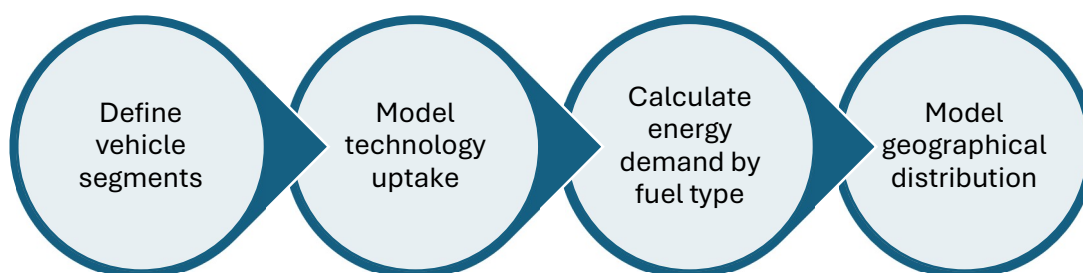 Define
vehicle
segments
Model
technology
uptake
Calculate
energy
demand by
fuel type
Model
geographical
distribution